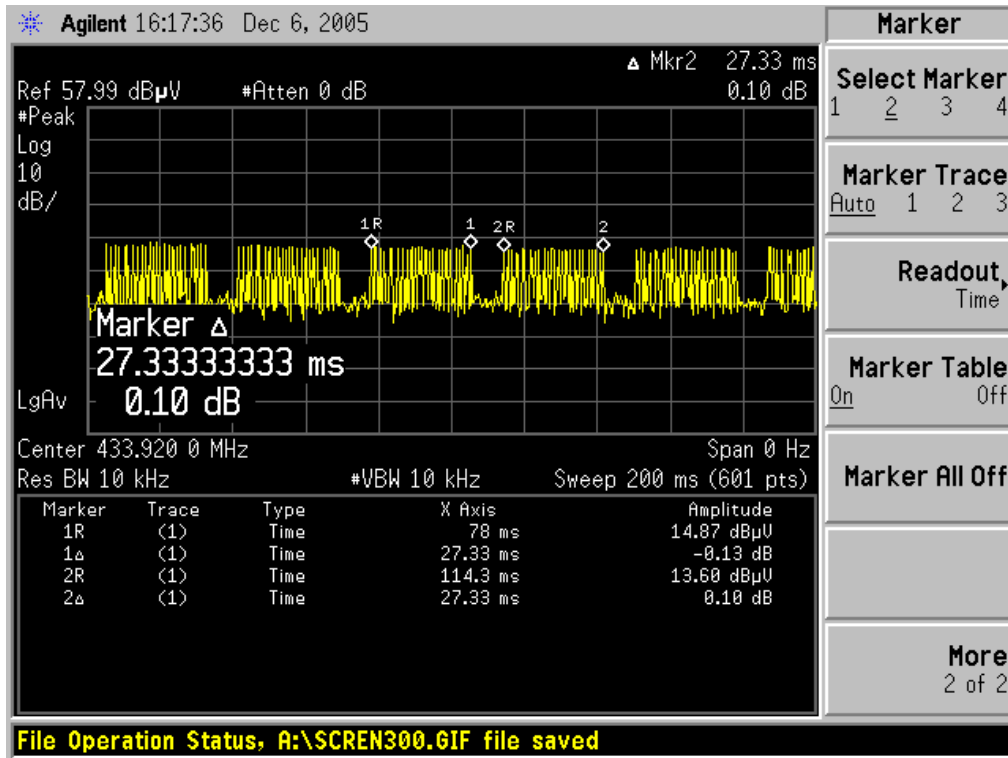 Agilent 16:17:36 Dec 6, 2005
Δ Mkr2 27.33 ms
Ref 57.99 dBµV #Atten 0 dB 0.10 dB
#Peak
Log
10
dB/
1R 1 2R 2
Marker Δ
27.33333333 ms
0.10 dB
LgAv
Center 433.920 0 MHz Span 0 Hz
Res BW 10 kHz #VBW 10 kHz Sweep 200 ms (601 pts)
Marker Trace Type X Axis Amplitude
1R (1) Time 78 ms 14.87 dBµV
1Δ (1) Time 27.33 ms -0.13 dB
2R (1) Time 114.3 ms 13.60 dBµV
2Δ (1) Time 27.33 ms 0.10 dB
File Operation Status, A:\SCREN300.GIF file saved
Marker
Select Marker
1 2 3 4
Marker Trace
Auto 1 2 3
Readout
Time
Marker Table
On Off
Marker All Off
More
2 of 2